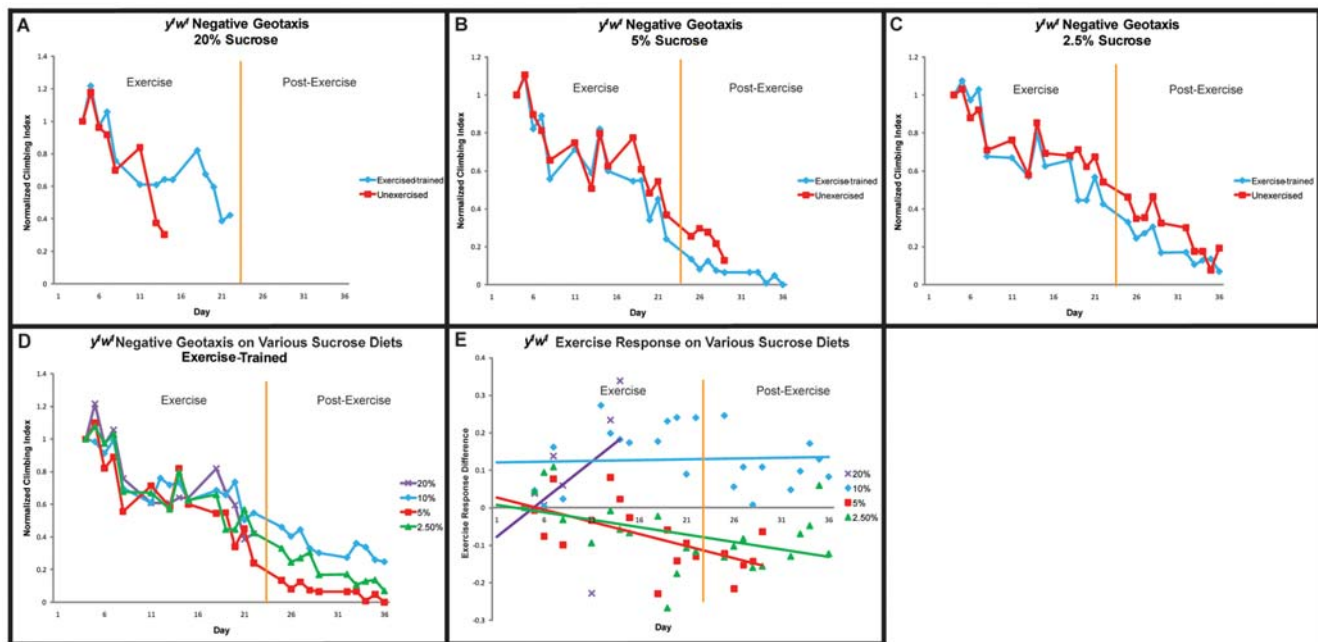 A
y¹w¹ Negative Geotaxis
20% Sucrose
Normalized Climbing Index
1.4
1.2
1
0.8
0.6
0.4
0.2
0
Exercise
Post-Exercise
Exercised-trained
Unexercised
1 6 11 16 21 26 31 36
Day
B
y¹w¹ Negative Geotaxis
5% Sucrose
Normalized Climbing Index
1.2
1
0.8
0.6
0.4
0.2
0
Exercise
Post-Exercise
Exercise-trained
Unexercised
1 6 11 16 21 26 31 36
Day
C
y¹w¹ Negative Geotaxis
2.5% Sucrose
Normalized Climbing Index
1.2
1
0.8
0.6
0.4
0.2
0
Exercise
Post-Exercise
Exercise-trained
Unexercised
1 6 11 16 21 26 31 36
Day
D
y¹w¹ Negative Geotaxis on Various Sucrose Diets
Exercise-Trained
Normalized Climbing Index
1.4
1.2
1
0.8
0.6
0.4
0.2
0
Exercise
Post-Exercise
20%
10%
5%
2.50%
1 6 11 16 21 26 31 36
Day
E
y¹w¹ Exercise Response on Various Sucrose Diets
Exercise Response Difference
0.4
0.3
0.2
0.1
0
-0.1
-0.2
-0.3
Exercise
Post-Exercise
20%
10%
5%
2.50%
1 6 11 16 21 26 31 36
Day